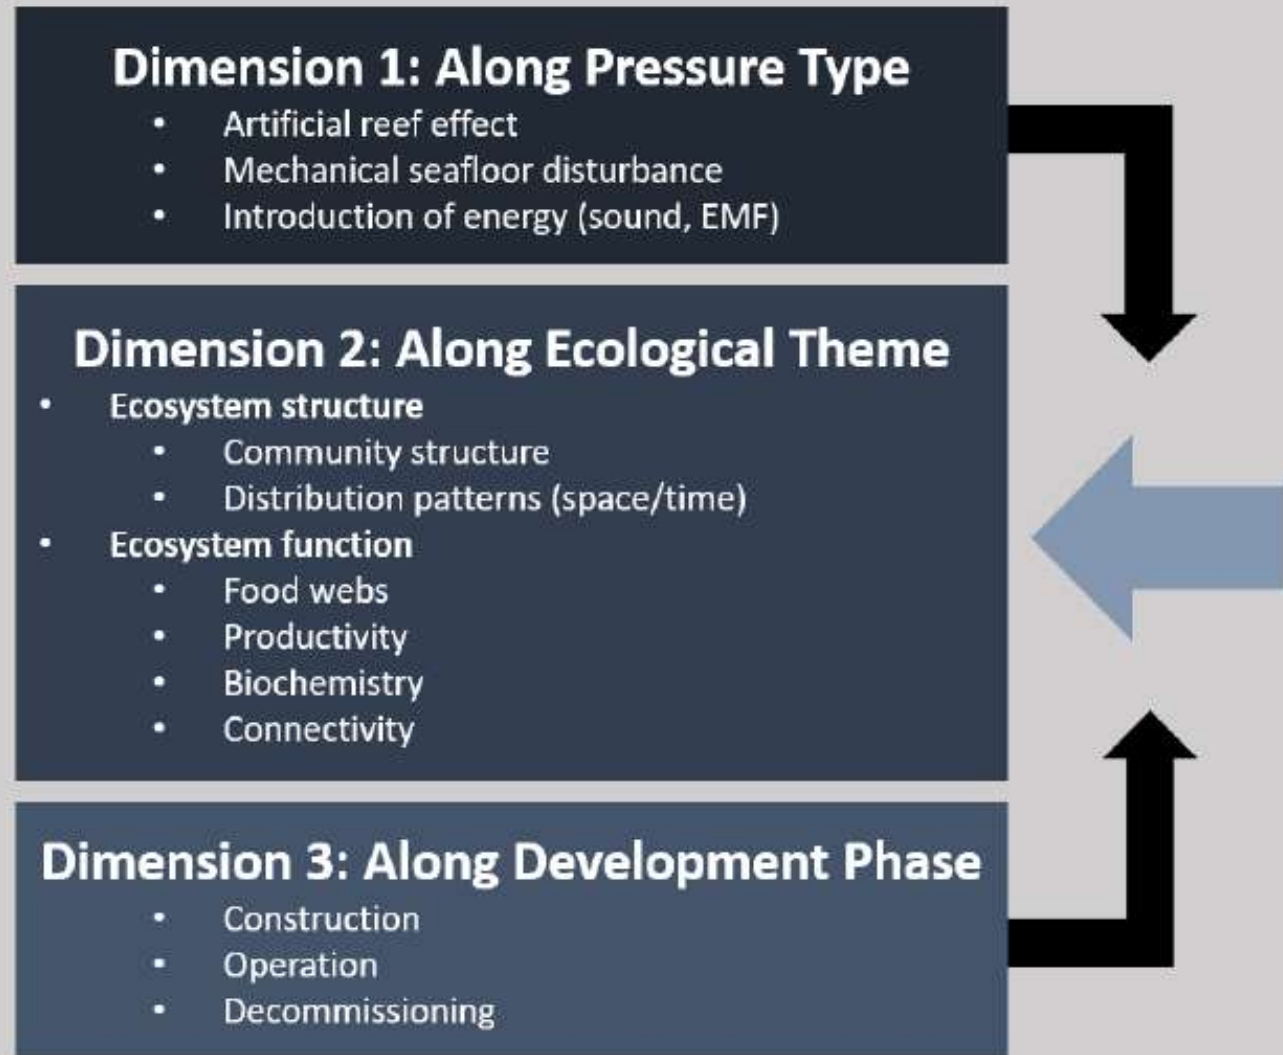 Dimension 1: Along Pressure Type
• Artificial reef effect
• Mechanical seafloor disturbance
• Introduction of energy (sound, EMF)
Dimension 2: Along Ecological Theme
• Ecosystem structure
• Community structure
• Distribution patterns (space/time)
• Ecosystem function
• Food webs
• Productivity
• Biochemistry
• Connectivity
Dimension 3: Along Development Phase
• Construction
• Operation
• Decommissioning